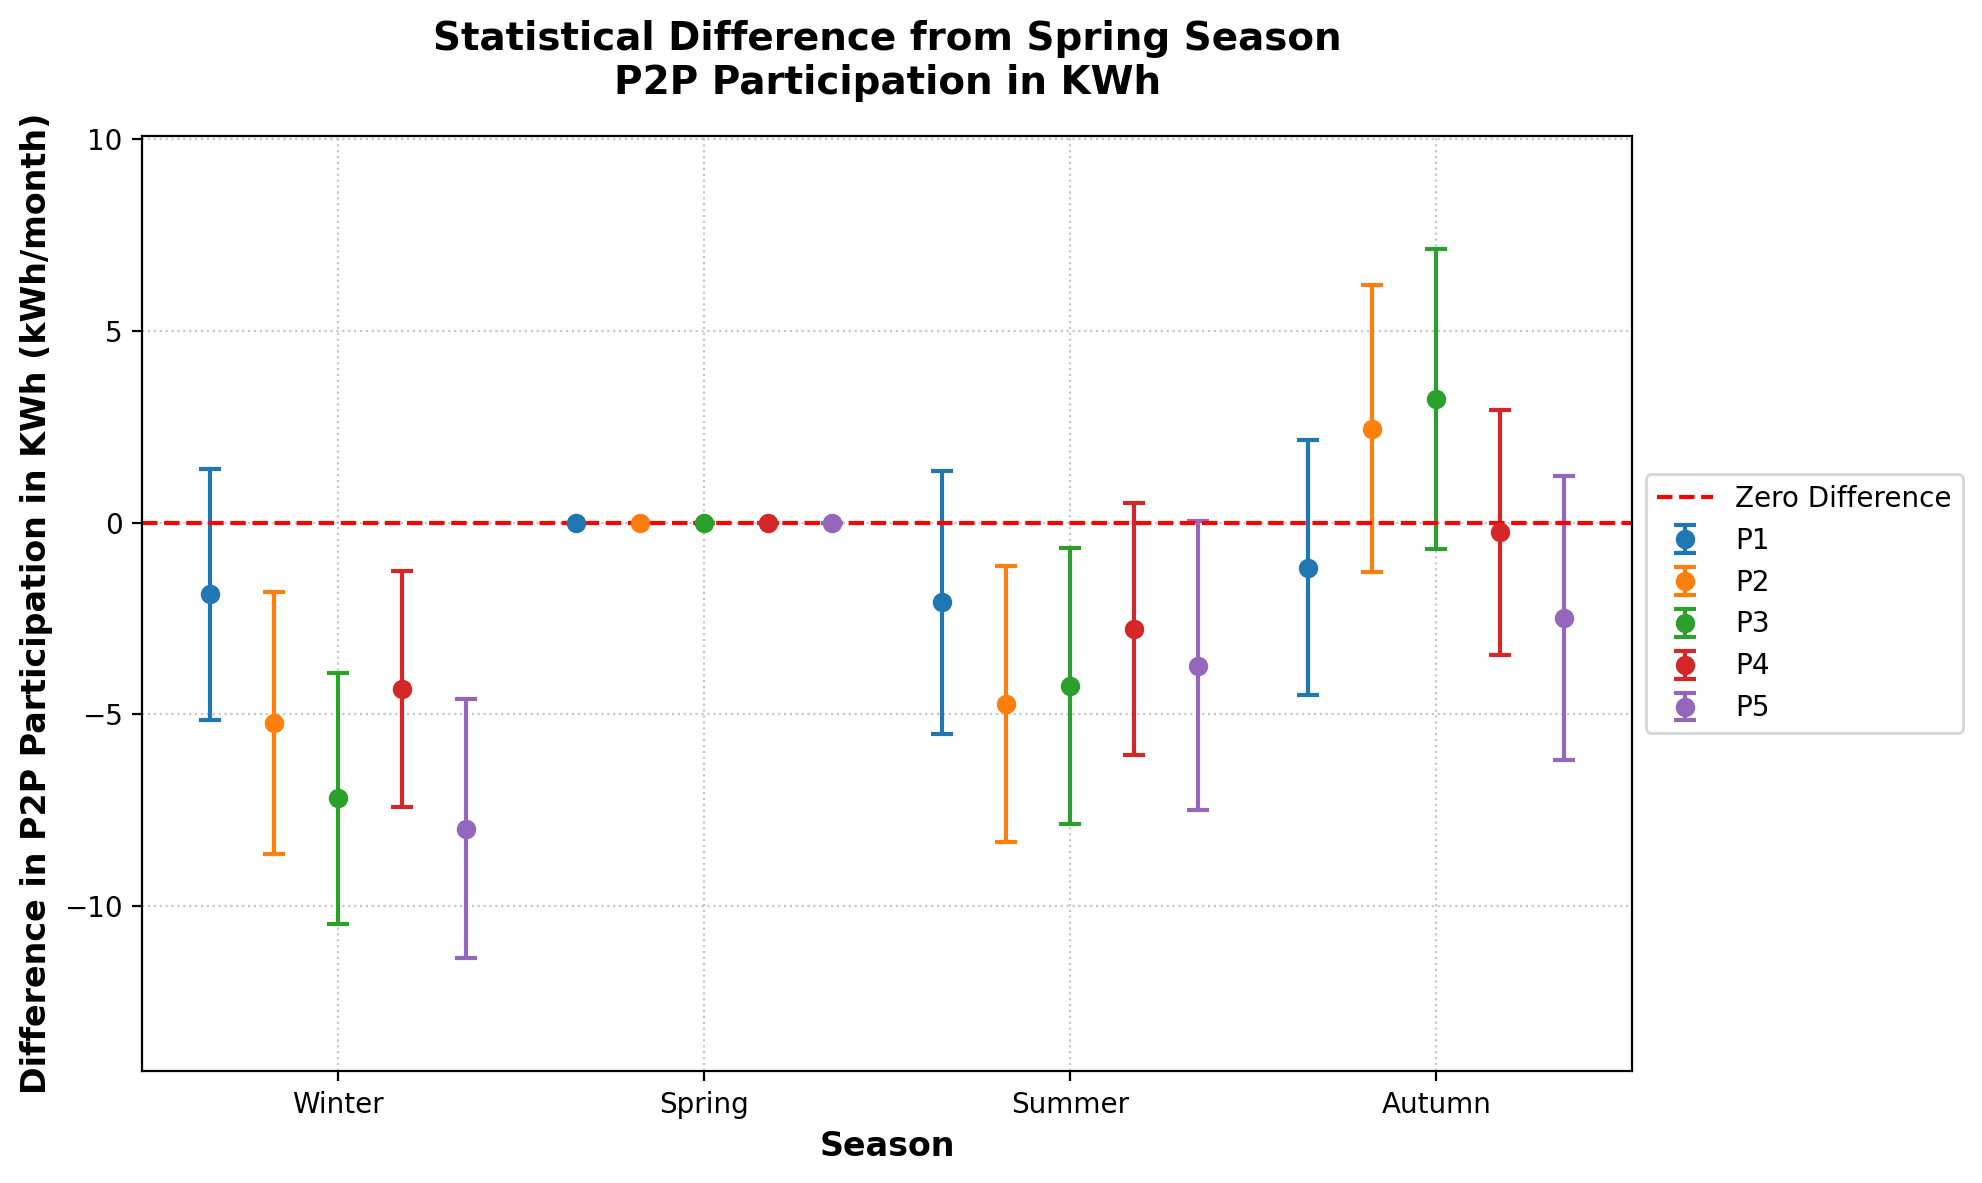 Statistical Difference from Spring Season
P2P Participation in KWh
Difference in P2P Participation in KWh (kWh/month)
10
5
0
−5
−10
Winter
Spring
Summer
Autumn
Season
Zero Difference
P1
P2
P3
P4
P5